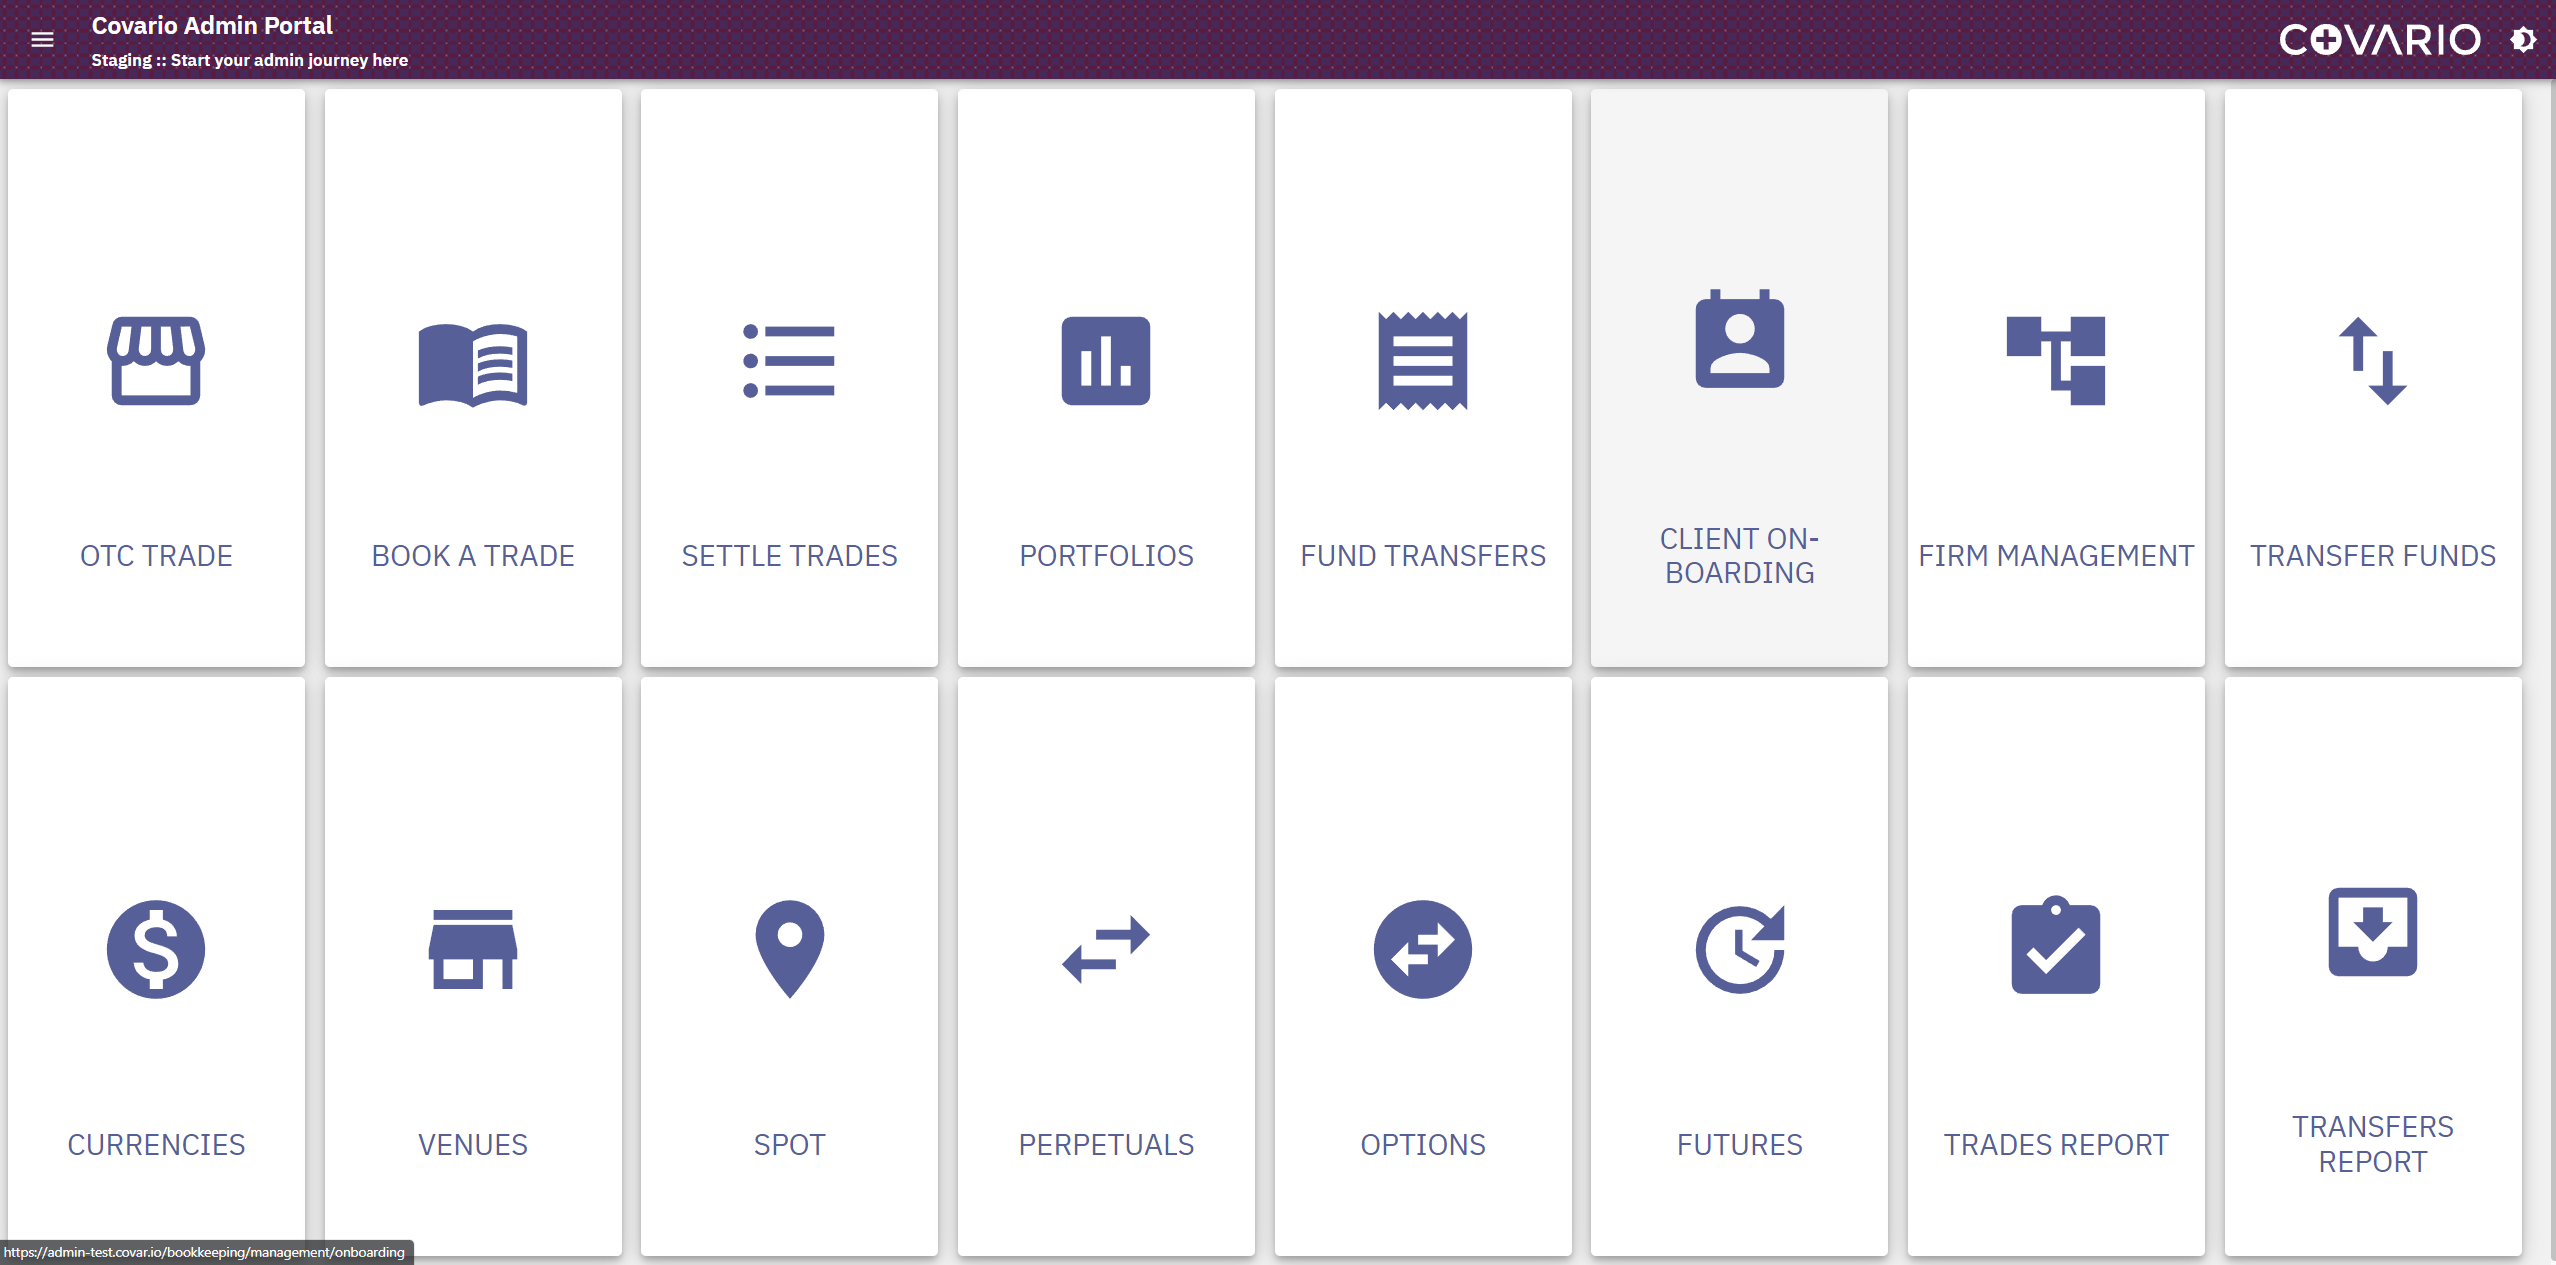 Covario Admin Portal
Staging :: Start your admin journey here
COVARIO
OTC TRADE
BOOK A TRADE
SETTLE TRADES
PORTFOLIOS
FUND TRANSFERS
CLIENT ON-
BOARDING
FIRM MANAGEMENT
TRANSFER FUNDS
CURRENCIES
VENUES
SPOT
PERPETUALS
OPTIONS
FUTURES
TRADES REPORT
TRANSFERS
REPORT
https://admin-test.covar.io/bookkeeping/management/onboarding